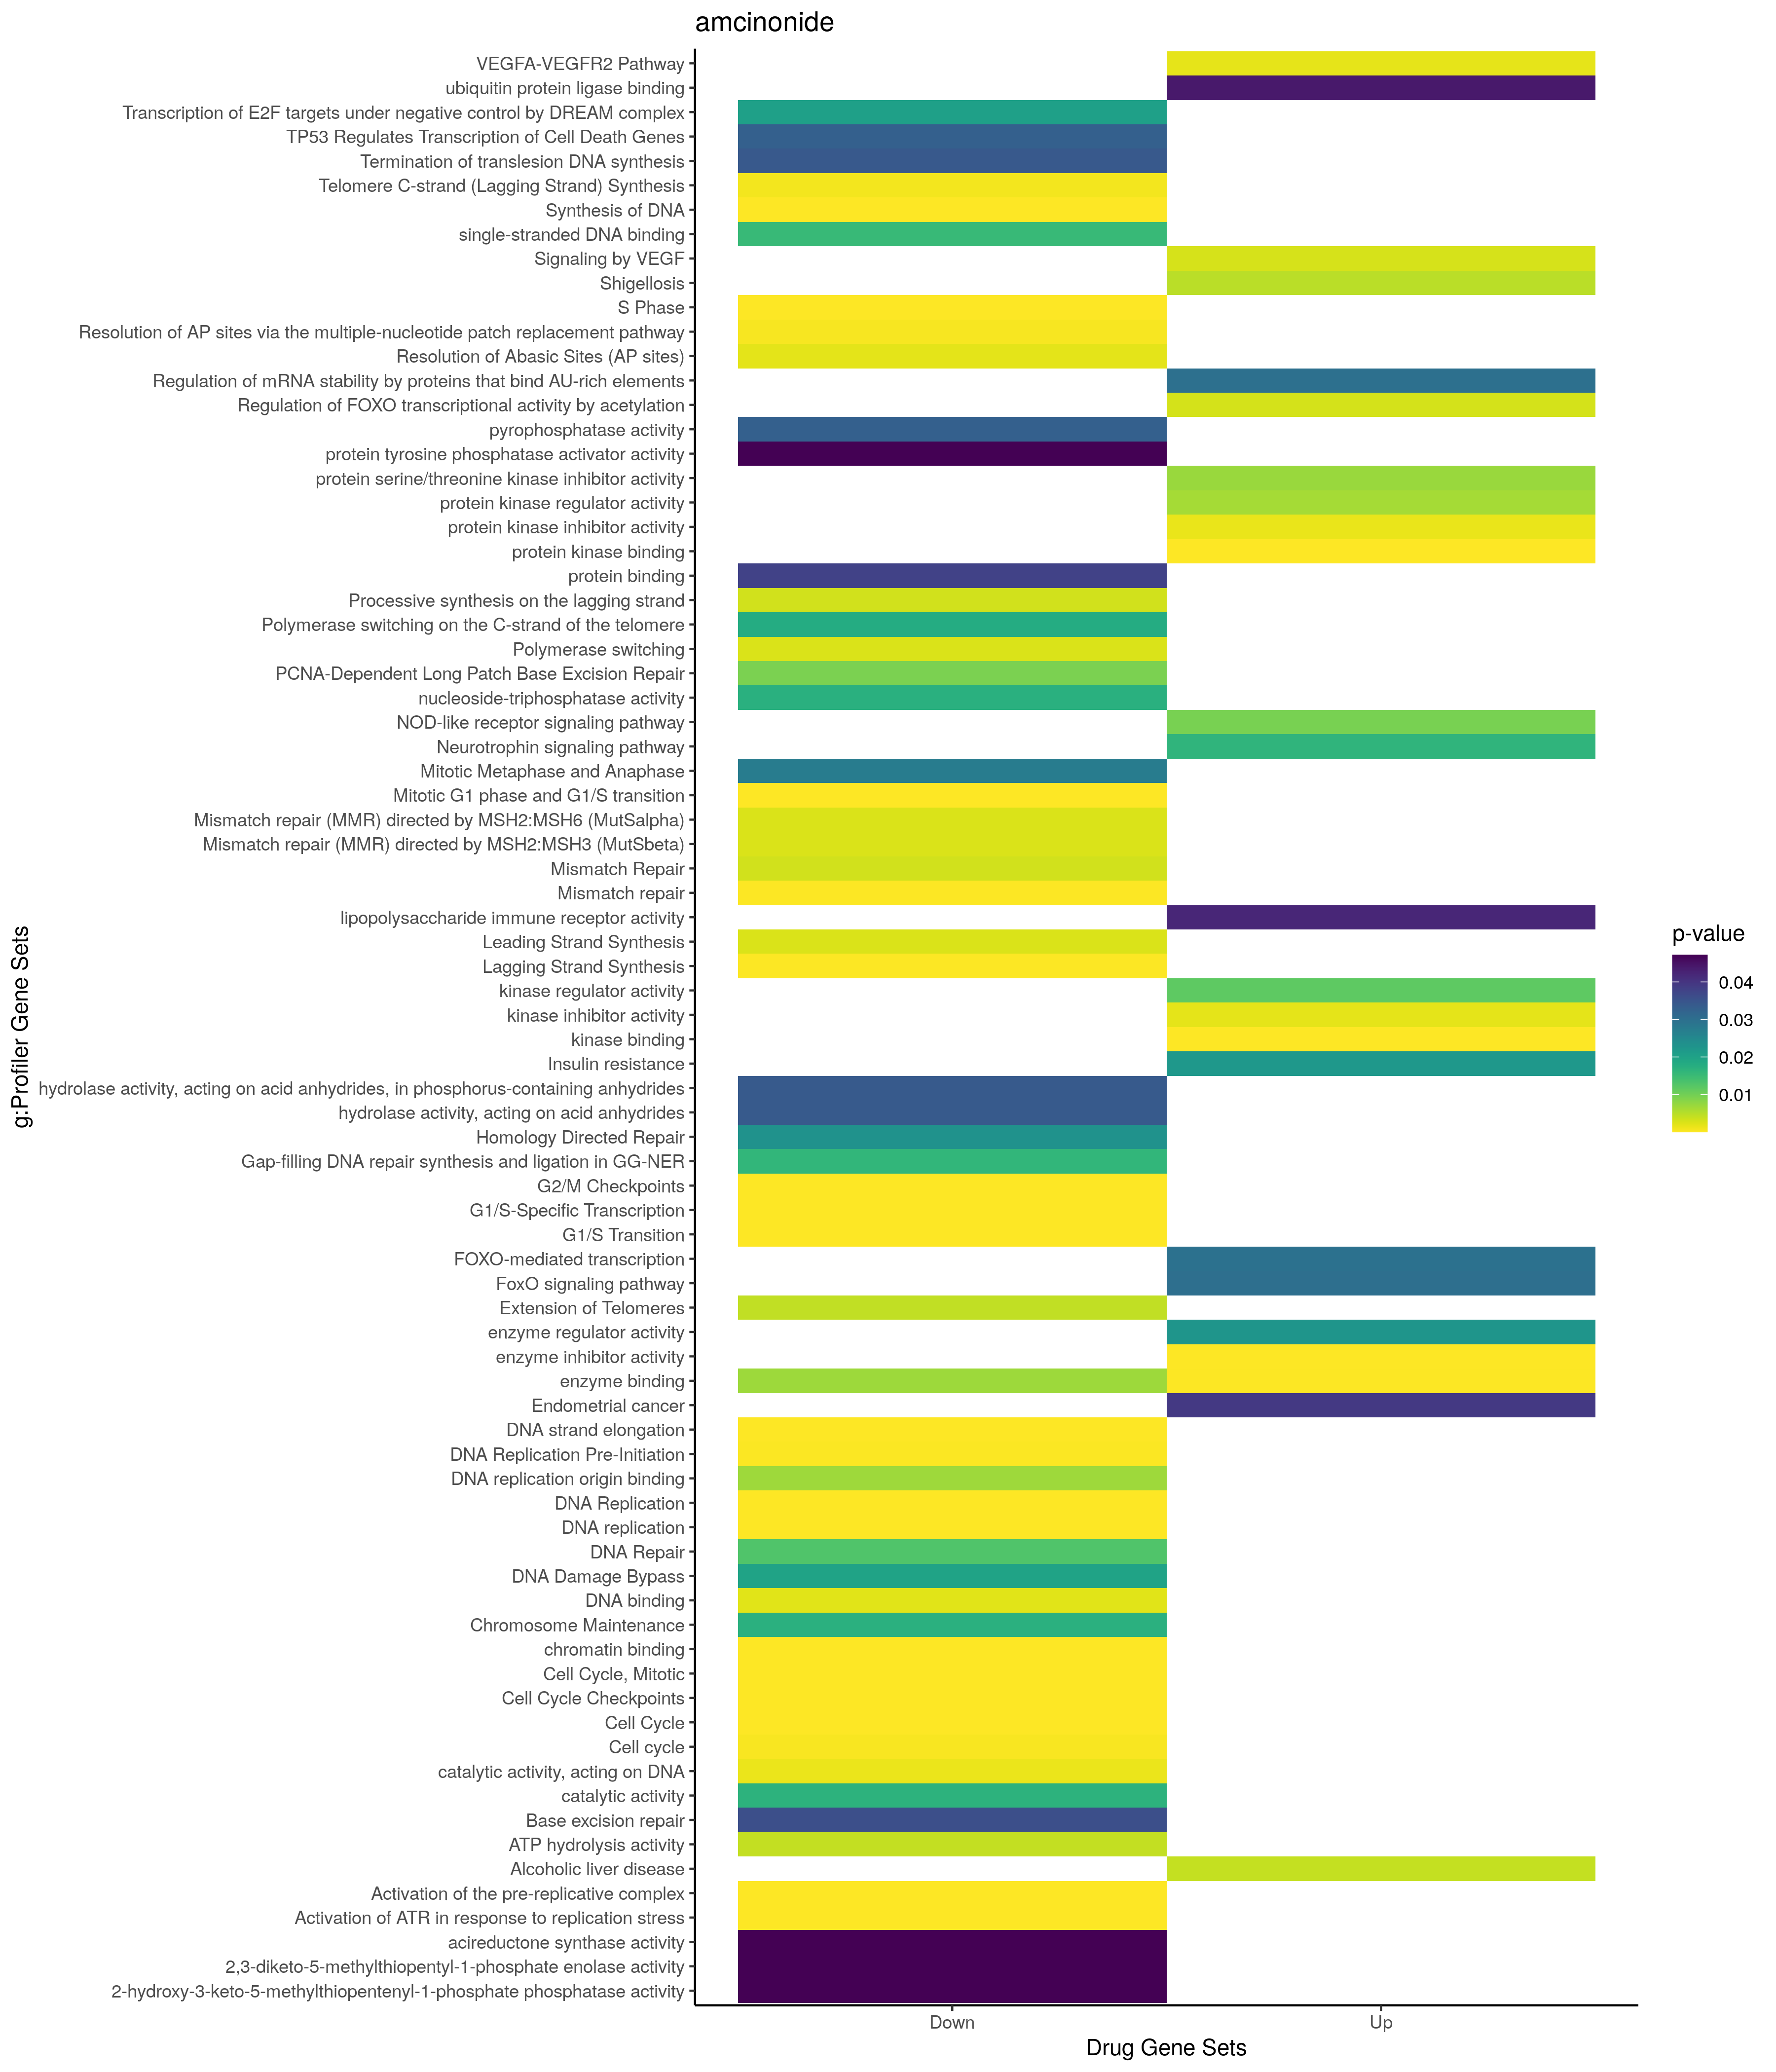 amcinonide
VEGFA-VEGFR2 Pathway
ubiquitin protein ligase binding
Transcription of E2F targets under negative control by DREAM complex
TP53 Regulates Transcription of Cell Death Genes
Termination of translesion DNA synthesis
Telomere C-strand (Lagging Strand) Synthesis
Synthesis of DNA
single-stranded DNA binding
Signaling by VEGF
Shigellosis
S Phase
Resolution of AP sites via the multiple-nucleotide patch replacement pathway
Resolution of Abasic Sites (AP sites)
Regulation of mRNA stability by proteins that bind AU-rich elements
Regulation of FOXO transcriptional activity by acetylation
pyrophosphatase activity
protein tyrosine phosphatase activator activity
protein serine/threonine kinase inhibitor activity
protein kinase regulator activity
protein kinase inhibitor activity
protein kinase binding
protein binding
Processive synthesis on the lagging strand
Polymerase switching on the C-strand of the telomere
Polymerase switching
PCNA-Dependent Long Patch Base Excision Repair
nucleoside-triphosphatase activity
NOD-like receptor signaling pathway
Neurotrophin signaling pathway
Mitotic Metaphase and Anaphase
Mitotic G1 phase and G1/S transition
Mismatch repair (MMR) directed by MSH2:MSH6 (MutSalpha)
Mismatch repair (MMR) directed by MSH2:MSH3 (MutSbeta)
Mismatch Repair
Mismatch repair
lipopolysaccharide immune receptor activity
Leading Strand Synthesis
Lagging Strand Synthesis
kinase regulator activity
kinase inhibitor activity
kinase binding
Insulin resistance
hydrolase activity, acting on acid anhydrides, in phosphorus-containing anhydrides
hydrolase activity, acting on acid anhydrides
Homology Directed Repair
Gap-filling DNA repair synthesis and ligation in GG-NER
G2/M Checkpoints
G1/S-Specific Transcription
G1/S Transition
FOXO-mediated transcription
FoxO signaling pathway
Extension of Telomeres
enzyme regulator activity
enzyme inhibitor activity
enzyme binding
Endometrial cancer
DNA strand elongation
DNA Replication Pre-Initiation
DNA replication origin binding
DNA Replication
DNA replication
DNA Repair
DNA Damage Bypass
DNA binding
Chromosome Maintenance
chromatin binding
Cell Cycle, Mitotic
Cell Cycle Checkpoints
Cell Cycle
Cell cycle
catalytic activity, acting on DNA
catalytic activity
Base excision repair
ATP hydrolysis activity
Alcoholic liver disease
Activation of the pre-replicative complex
Activation of ATR in response to replication stress
acireductone synthase activity
2,3-diketo-5-methylthiopentyl-1-phosphate enolase activity
2-hydroxy-3-keto-5-methylthiopentenyl-1-phosphate phosphatase activity
Down
Up
Drug Gene Sets
g:Profiler Gene Sets
p-value
0.04
0.03
0.02
0.01